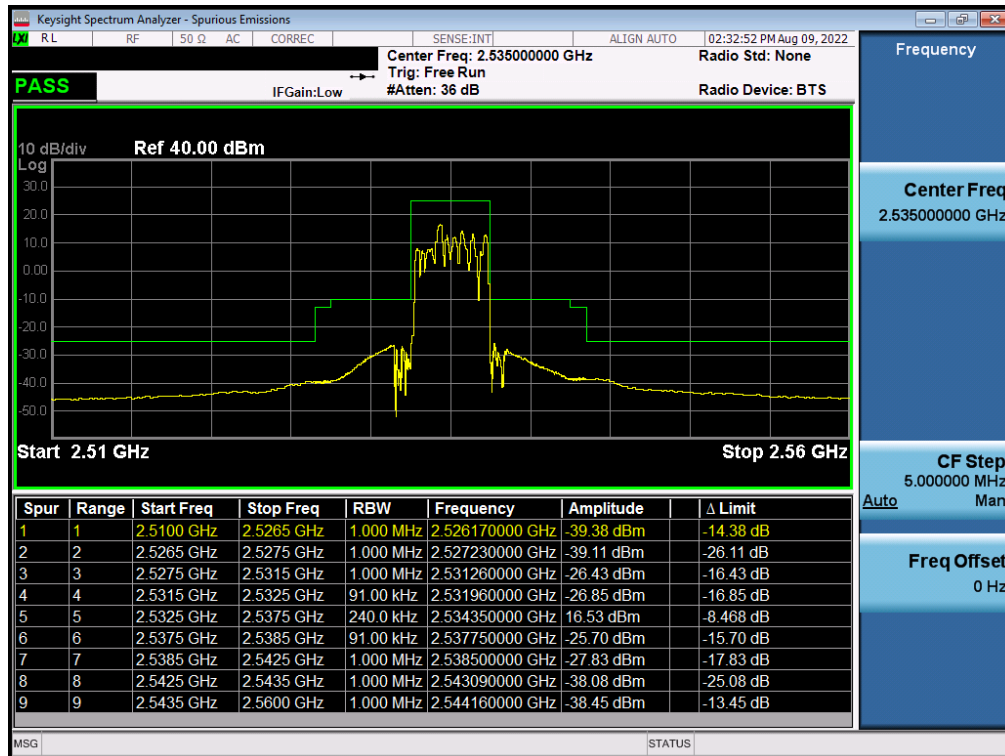 Keysight Spectrum Analyzer - Spurious Emissions
LXI RL RF 50 Ω AC CORREC SENSE:INT ALIGN AUTO 02:32:52 PM Aug 09, 2022
Center Freq: 2.535000000 GHz Radio Std: None
Trig: Free Run
PASS IFGain:Low #Atten: 36 dB Radio Device: BTS
10 dB/div Ref 40.00 dBm
Log
30.0
20.0
10.0
0.00
-10.0
-20.0
-30.0
-40.0
-50.0
Start 2.51 GHz Stop 2.56 GHz
Spur Range Start Freq Stop Freq RBW Frequency Amplitude Δ Limit
1 1 2.5100 GHz 2.5265 GHz 1.000 MHz 2.526170000 GHz -39.38 dBm -14.38 dB
2 2 2.5265 GHz 2.5275 GHz 1.000 MHz 2.527230000 GHz -39.11 dBm -26.11 dB
3 3 2.5275 GHz 2.5315 GHz 1.000 MHz 2.531260000 GHz -26.43 dBm -16.43 dB
4 4 2.5315 GHz 2.5325 GHz 91.00 kHz 2.531960000 GHz -26.85 dBm -16.85 dB
5 5 2.5325 GHz 2.5375 GHz 240.0 kHz 2.534350000 GHz 16.53 dBm -8.468 dB
6 6 2.5375 GHz 2.5385 GHz 91.00 kHz 2.537750000 GHz -25.70 dBm -15.70 dB
7 7 2.5385 GHz 2.5425 GHz 1.000 MHz 2.538500000 GHz -27.83 dBm -17.83 dB
8 8 2.5425 GHz 2.5435 GHz 1.000 MHz 2.543090000 GHz -38.08 dBm -25.08 dB
9 9 2.5435 GHz 2.5600 GHz 1.000 MHz 2.544160000 GHz -38.45 dBm -13.45 dB
MSG STATUS
Frequency
Center Freq
2.535000000 GHz
CF Step
5.000000 MHz
Auto Man
Freq Offset
0 Hz